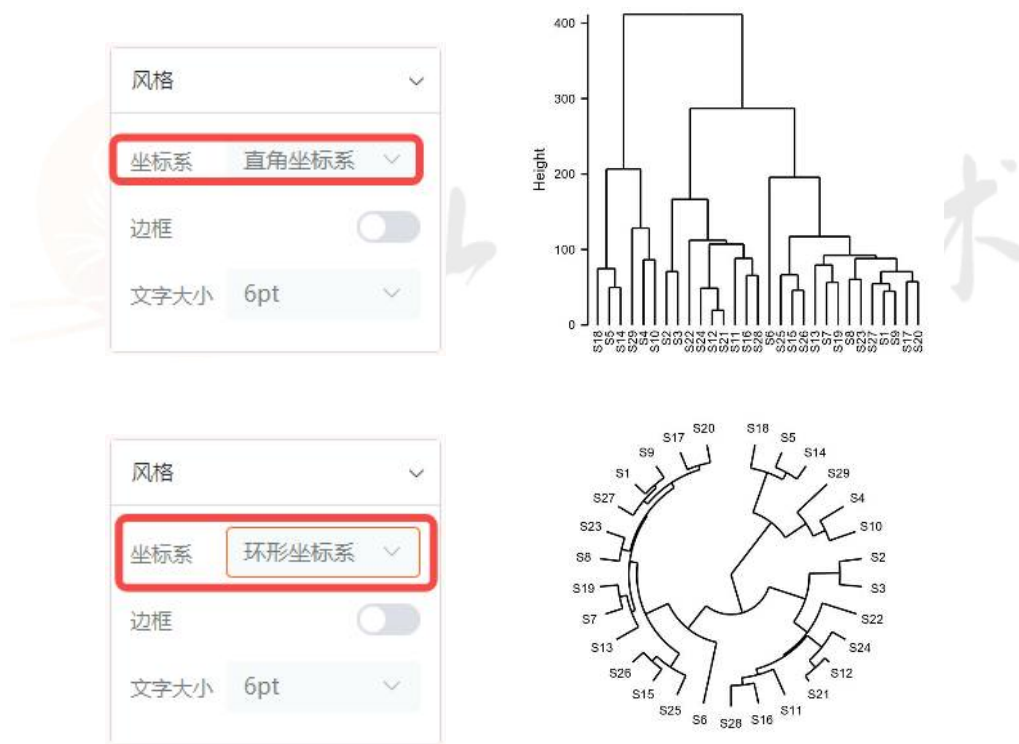 风格
坐标系 直角坐标系
边框
文字大小 6pt
400
300
200
100
0
Height
S18 S5 S14 S29 S4 S10 S2 S3 S22 S24 S12 S21 S11 S16 S28 S6 S25 S15 S26 S13 S7 S19 S8 S23 S27 S1 S9 S17 S20
术
风格
坐标系 环形坐标系
边框
文字大小 6pt
S18
S5
S14
S29
S4
S10
S2
S3
S22
S24
S12
S21
S11
S16
S28
S6
S25
S15
S26
S13
S7
S19
S8
S23
S27
S1
S9
S17
S20